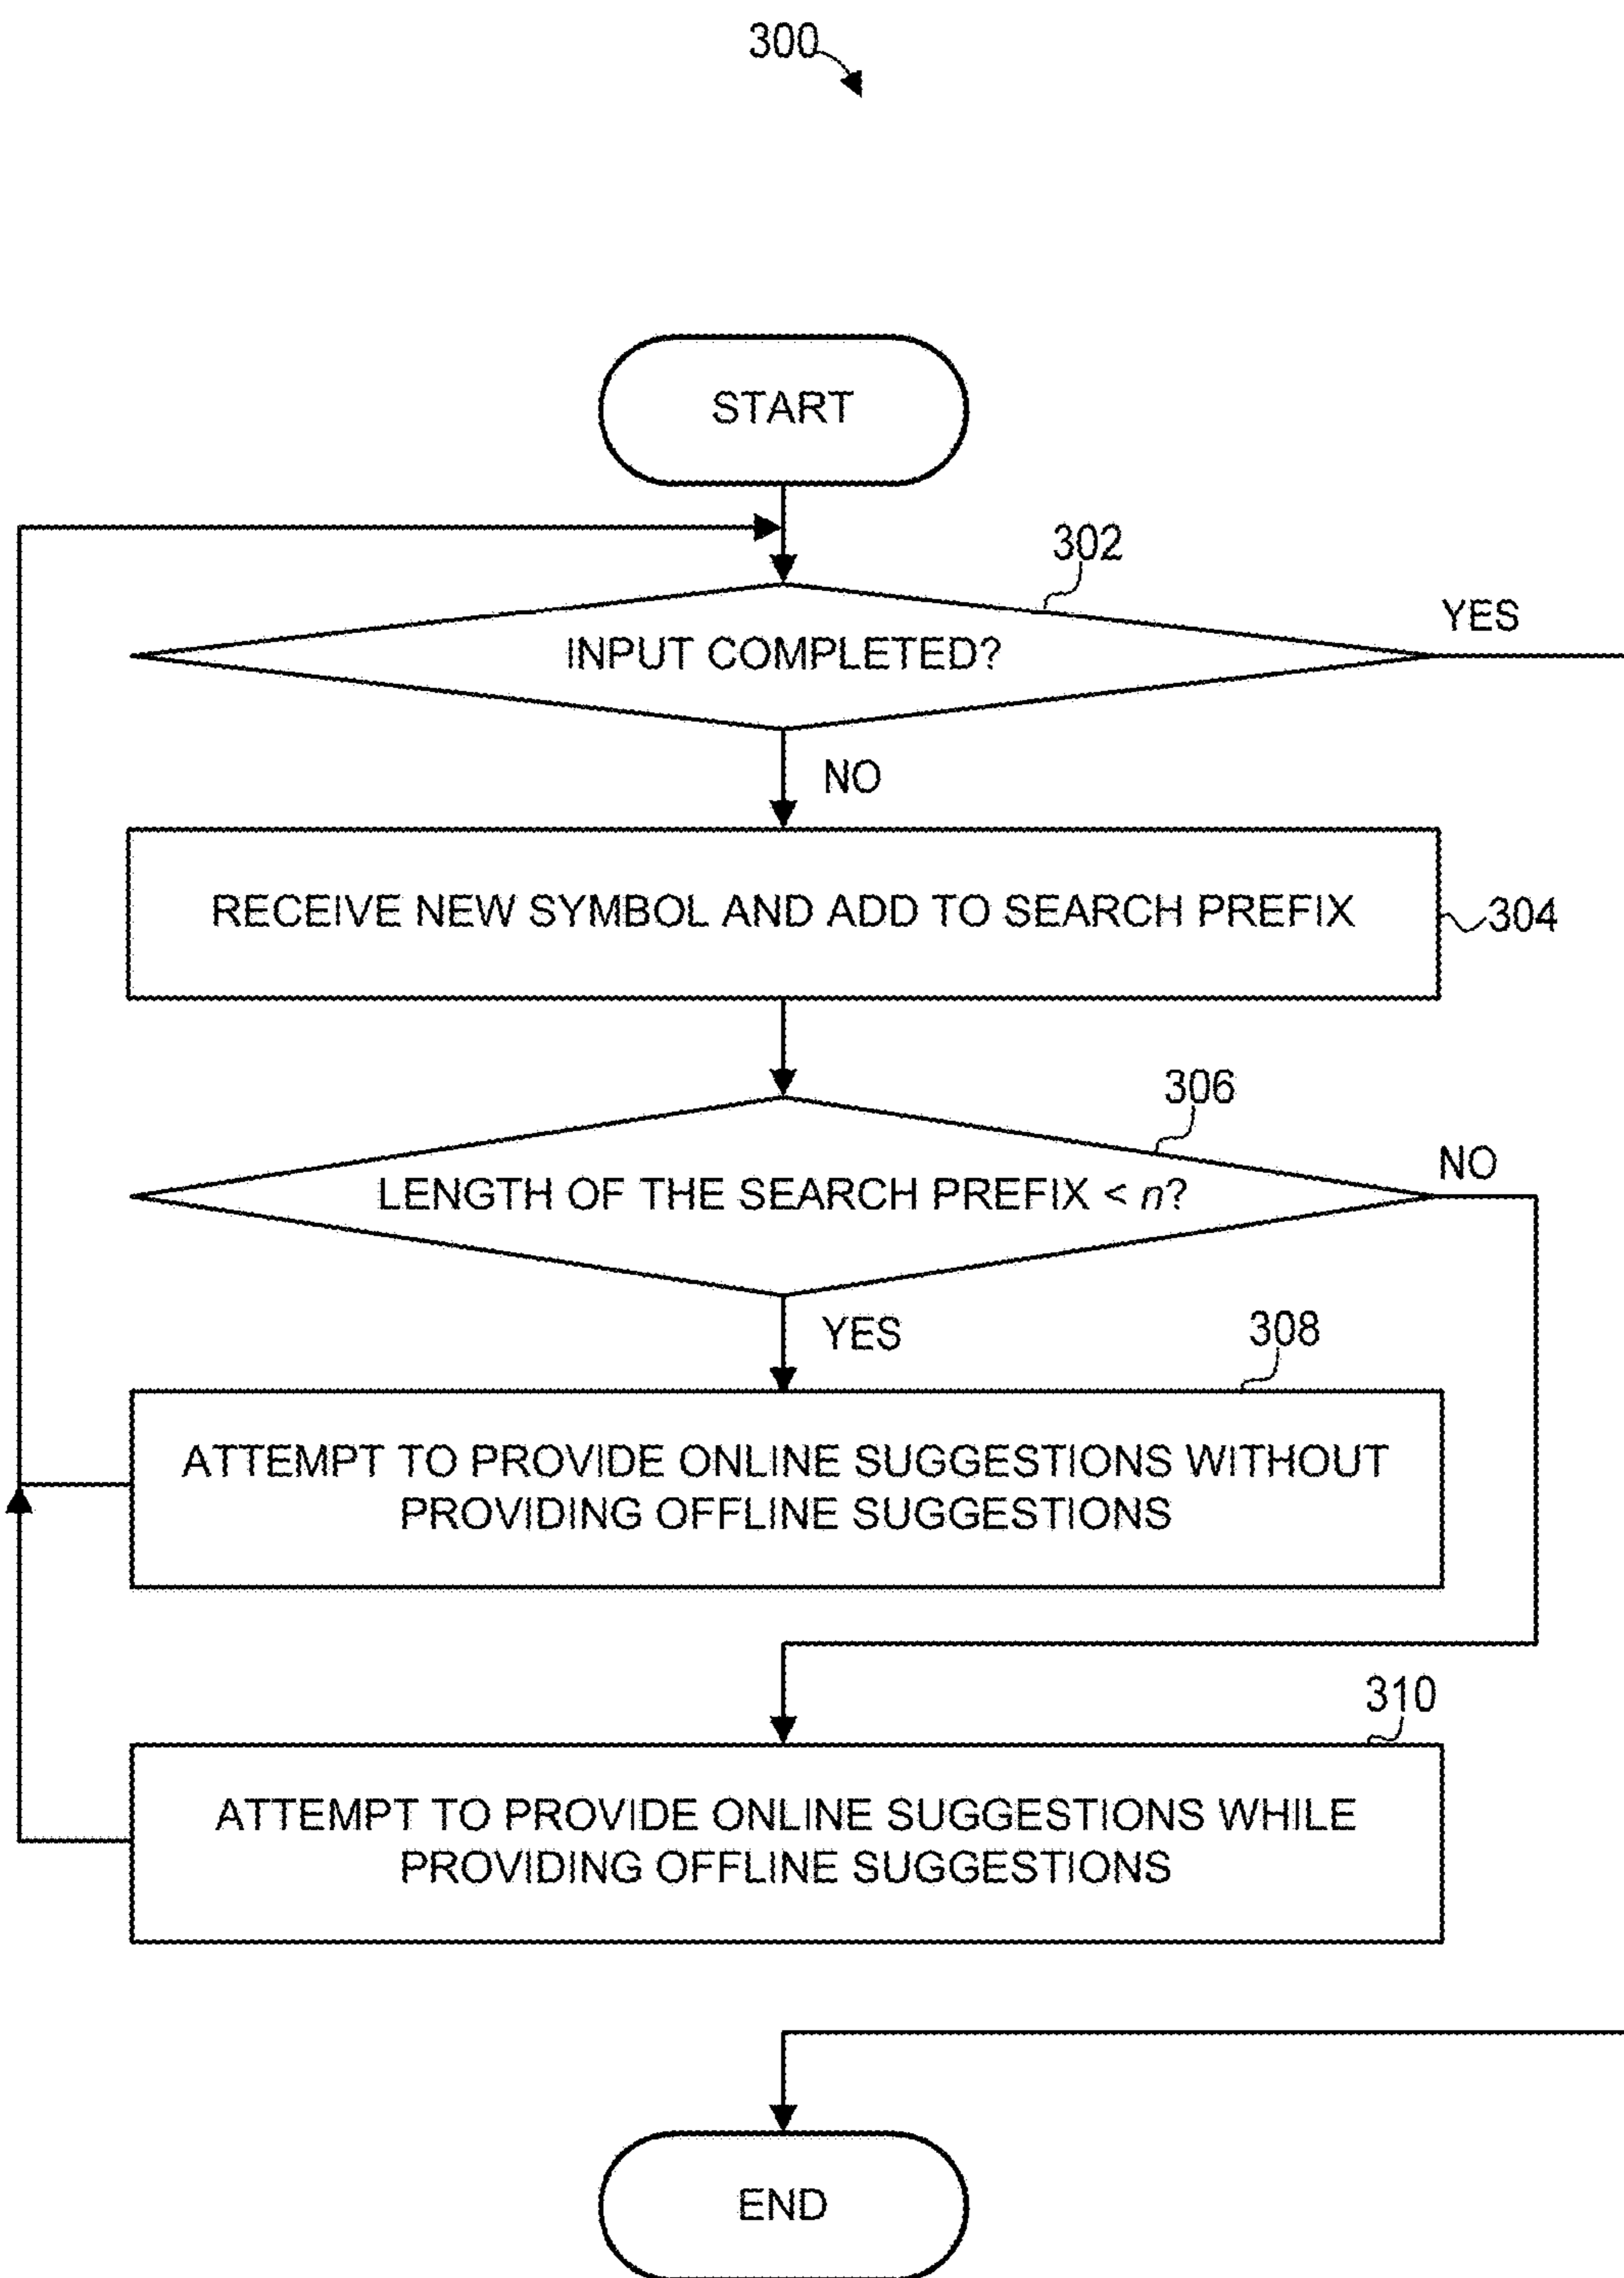 300
START
302
YES
INPUT COMPLETED?
NO
RECEIVE NEW SYMBOL AND ADD TO SEARCH PREFIX
304
306
NO
LENGTH OF THE SEARCH PREFIX < n?
YES
308
ATTEMPT TO PROVIDE ONLINE SUGGESTIONS WITHOUT
PROVIDING OFFLINE SUGGESTIONS
310
ATTEMPT TO PROVIDE ONLINE SUGGESTIONS WHILE
PROVIDING OFFLINE SUGGESTIONS
END